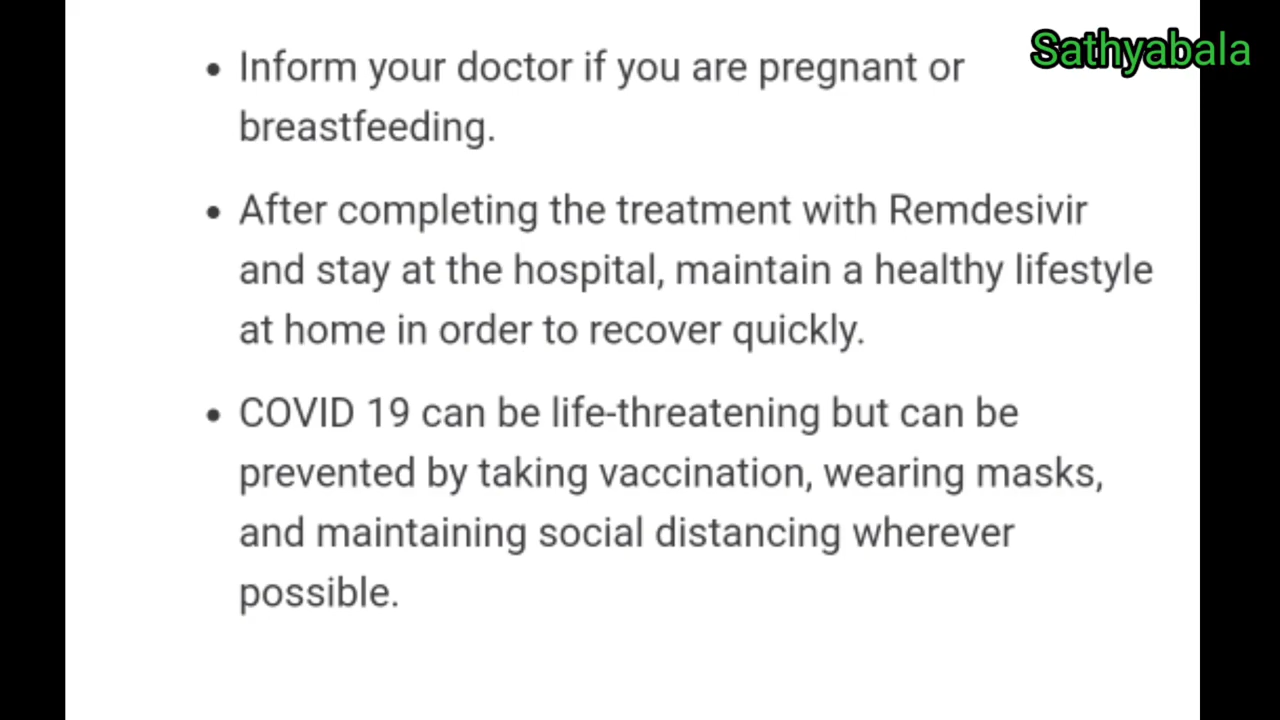 Sathyabala
• Inform your doctor if you are pregnant or
breastfeeding.
• After completing the treatment with Remdesivir
and stay at the hospital, maintain a healthy lifestyle
at home in order to recover quickly.
• COVID 19 can be life-threatening but can be
prevented by taking vaccination, wearing masks,
and maintaining social distancing wherever
possible.